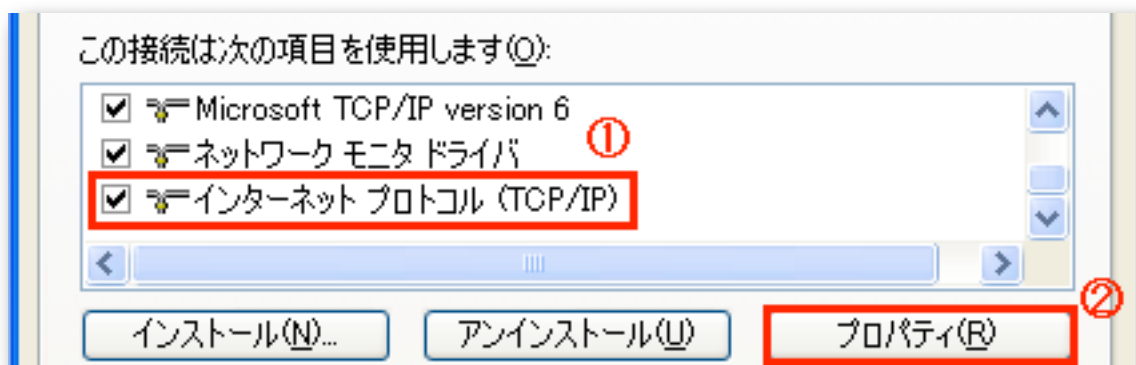 この接続は次の項目を使用します(O):
Microsoft TCP/IP version 6
①
ネットワーク モニタ ドライバ
インターネット プロトコル (TCP/IP)
②
インストール(N)... アンインストール(U) プロパティ(R)